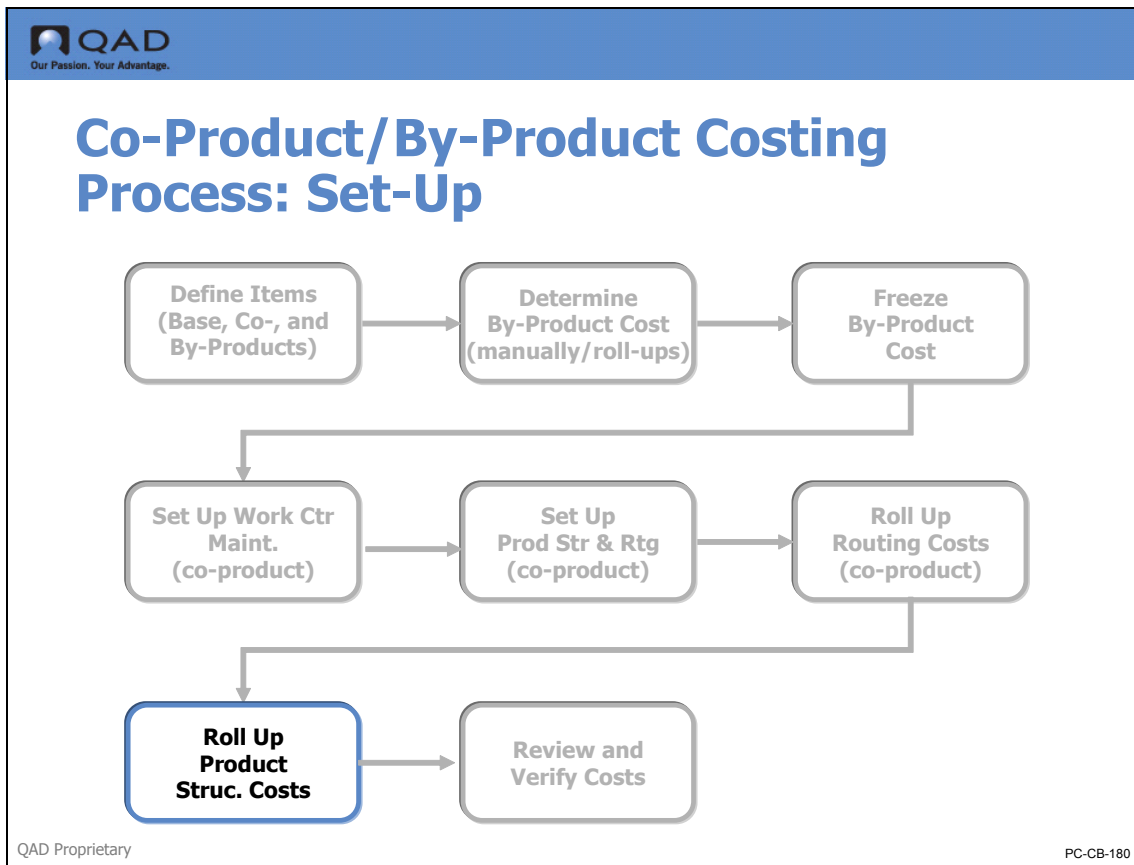 QAD
Our Passion. Your Advantage.
Co-Product/By-Product Costing
Process: Set-Up
Define Items
(Base, Co-, and
By-Products)
Determine
By-Product Cost
(manually/roll-ups)
Freeze
By-Product
Cost
Set Up Work Ctr
Maint.
(co-product)
Set Up
Prod Str & Rtg
(co-product)
Roll Up
Routing Costs
(co-product)
Roll Up
Product
Struc. Costs
Review and
Verify Costs
QAD Proprietary
PC-CB-180